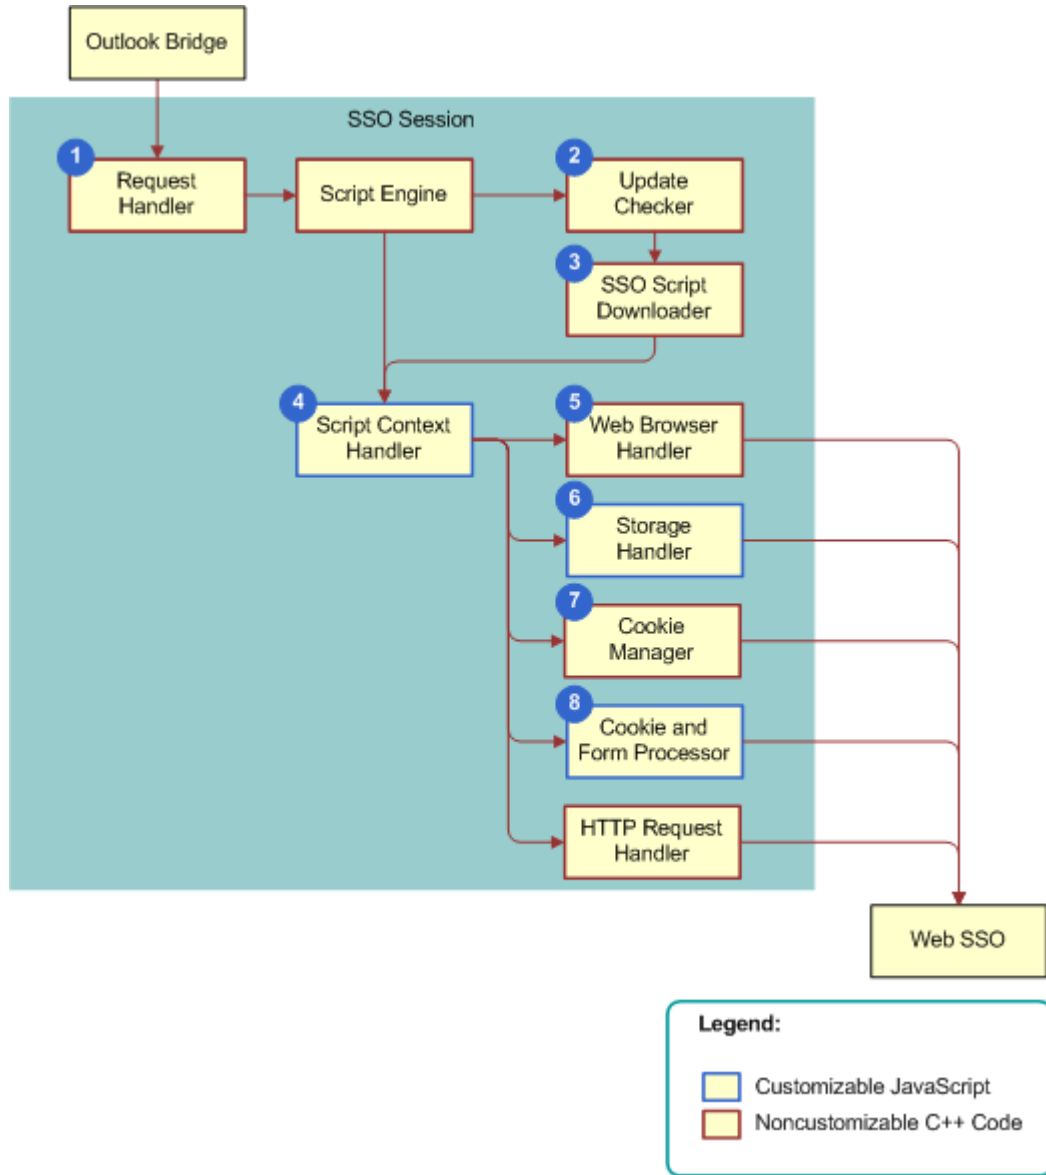 Outlook Bridge
SSO Session
1
Request
Handler
Script Engine
2
Update
Checker
3
SSO Script
Downloader
4
Script Context
Handler
5
Web Browser
Handler
6
Storage
Handler
7
Cookie
Manager
8
Cookie and
Form Processor
HTTP Request
Handler
Web SSO
Legend:
Customizable JavaScript
Noncustomizable C++ Code